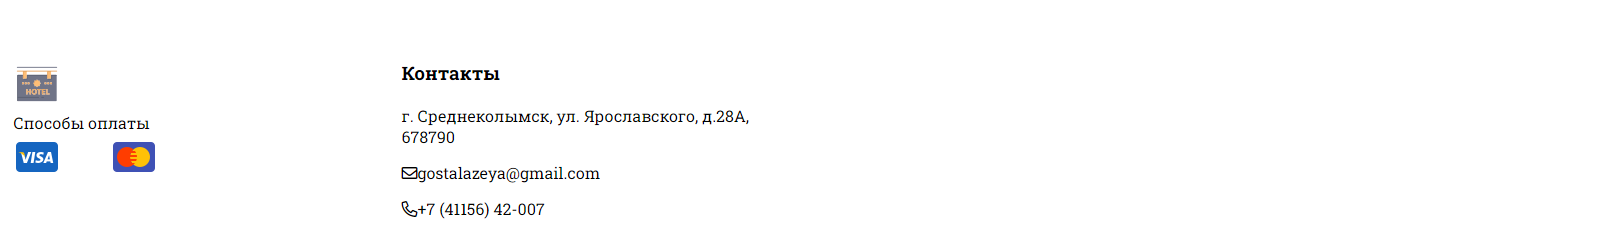 HOTEL
Способы оплаты
VISA
Контакты
г. Среднеколымск, ул. Ярославского, д.28А,
678790
gostalazeya@gmail.com
+7 (41156) 42-007